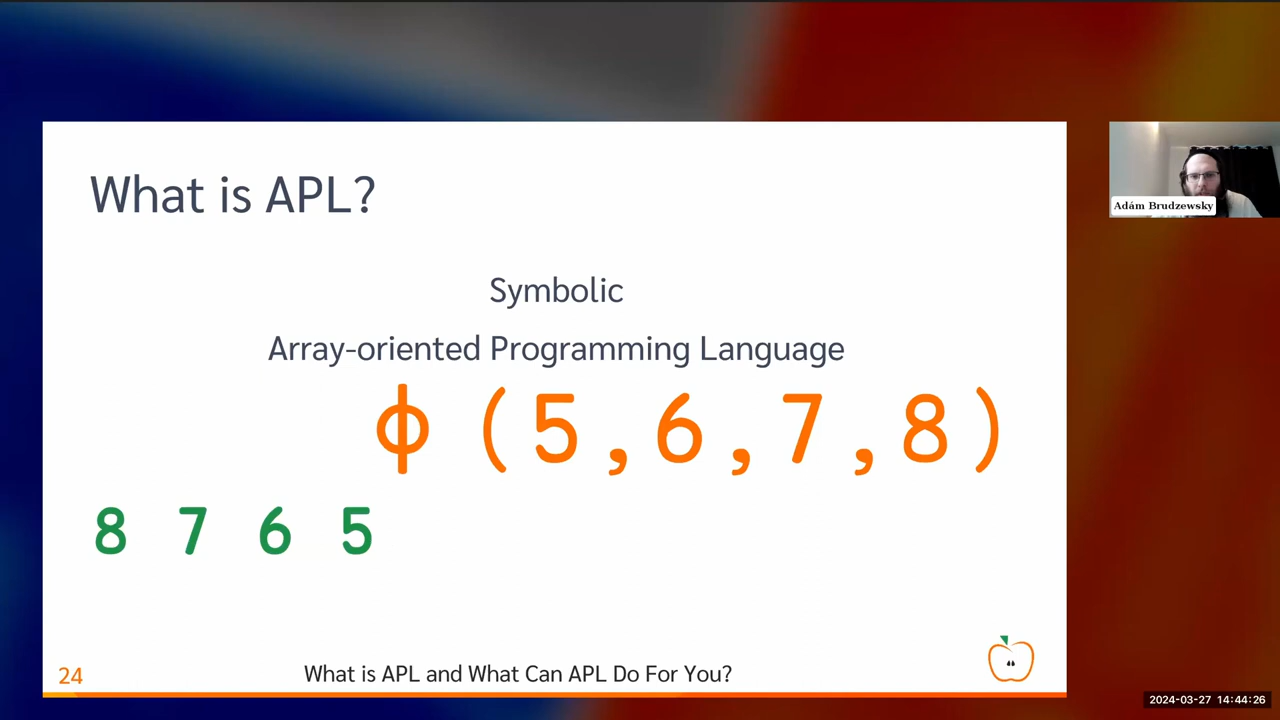 What is APL?
Symbolic
Array-oriented Programming Language
⌽ (5,6,7,8)
8 7 6 5
24
What is APL and What Can APL Do For You?
Adám Brudzewsky
2024-03-27 14:44:26